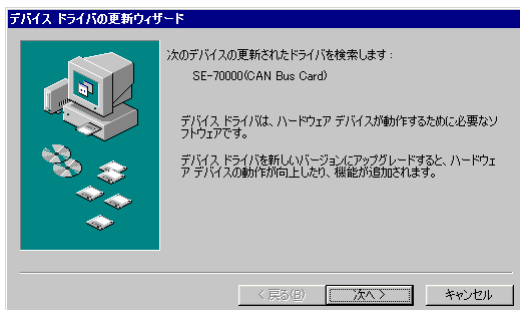 デバイス ドライバの更新ウィザード
次のデバイスの更新されたドライバを検索します:
SE-70000(CAN Bus Card)
デバイス ドライバは、ハードウェア デバイスが動作するために必要なソ
フトウェアです。
デバイス ドライバを新しいバージョンにアップグレードすると、ハードウェ
ア デバイスの動作が向上したり、機能が追加されます。
< 戻る(B)
次へ >
キャンセル